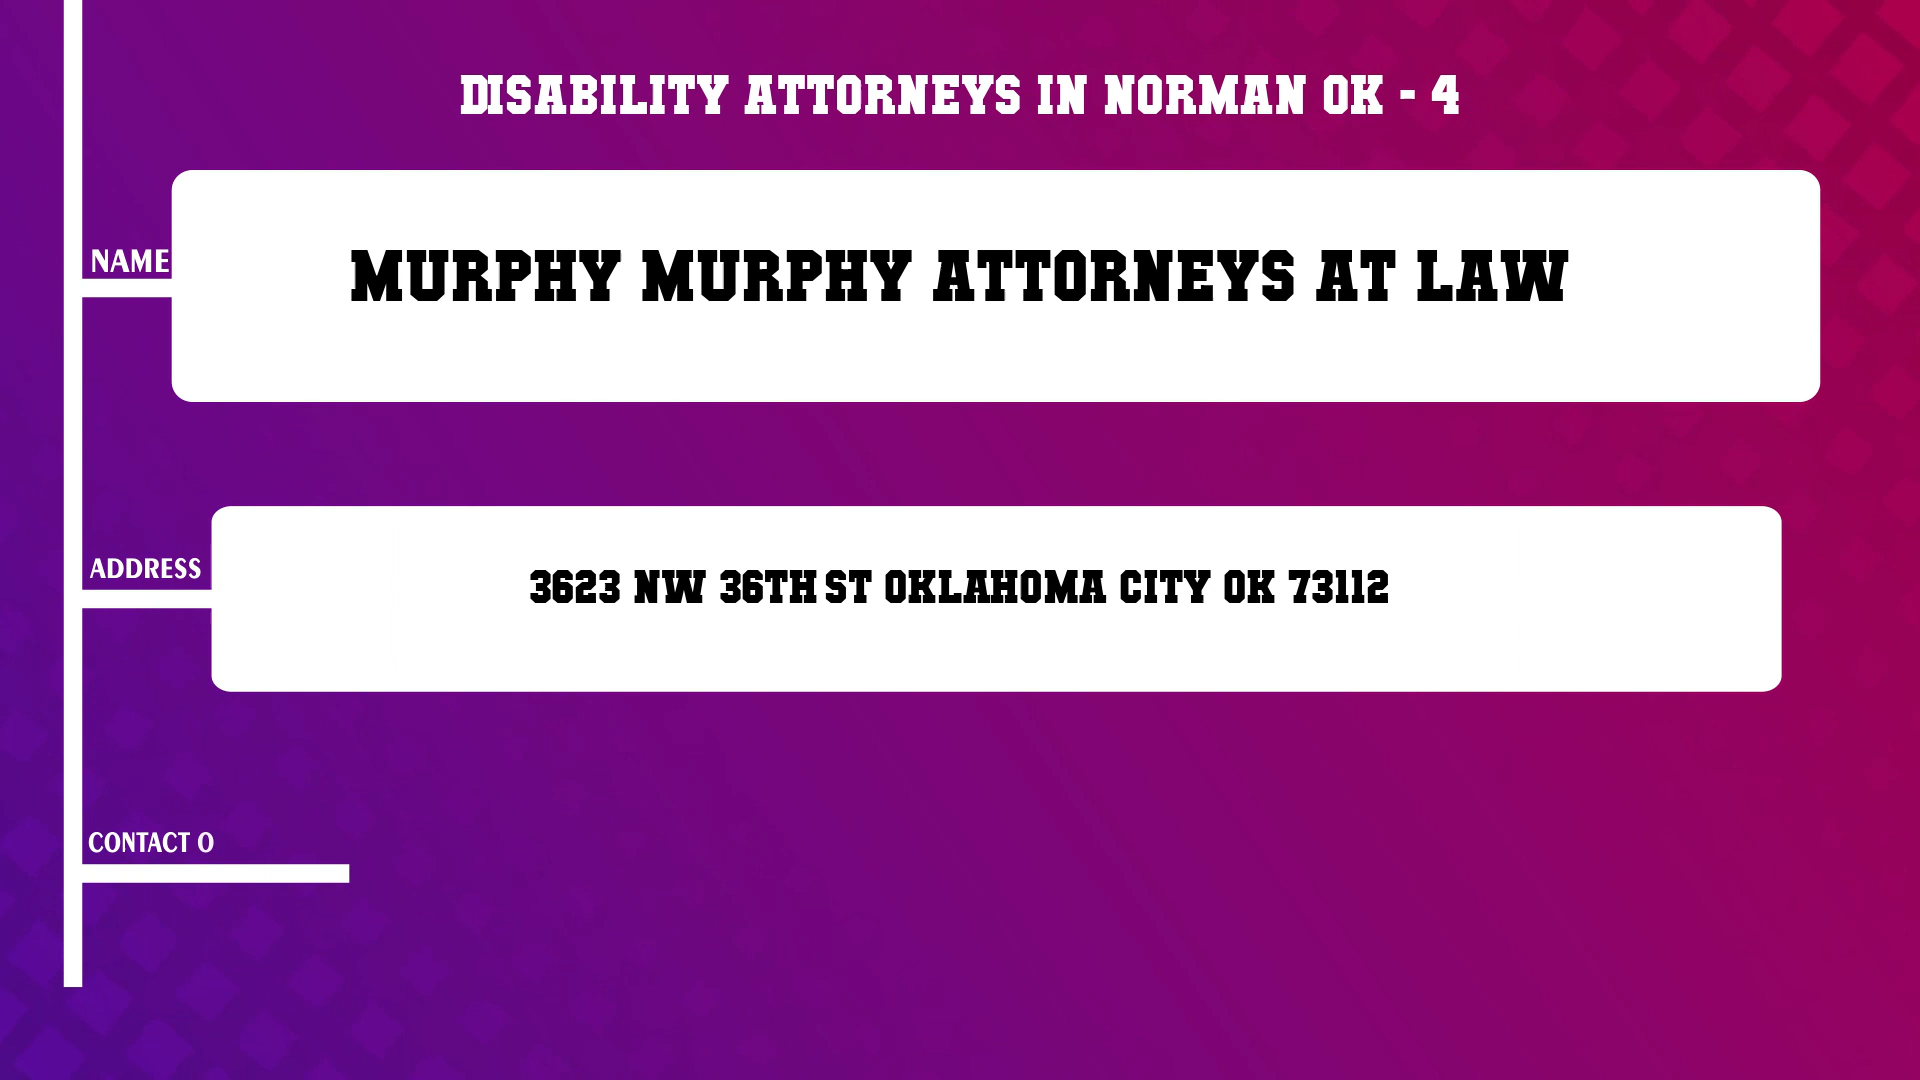 DISABILITY ATTORNEYS IN NORMAN OK - 4
NAME
MURPHY MURPHY ATTORNEYS AT LAW
ADDRESS
3623 NW 36TH ST OKLAHOMA CITY OK 73112
CONTACT O